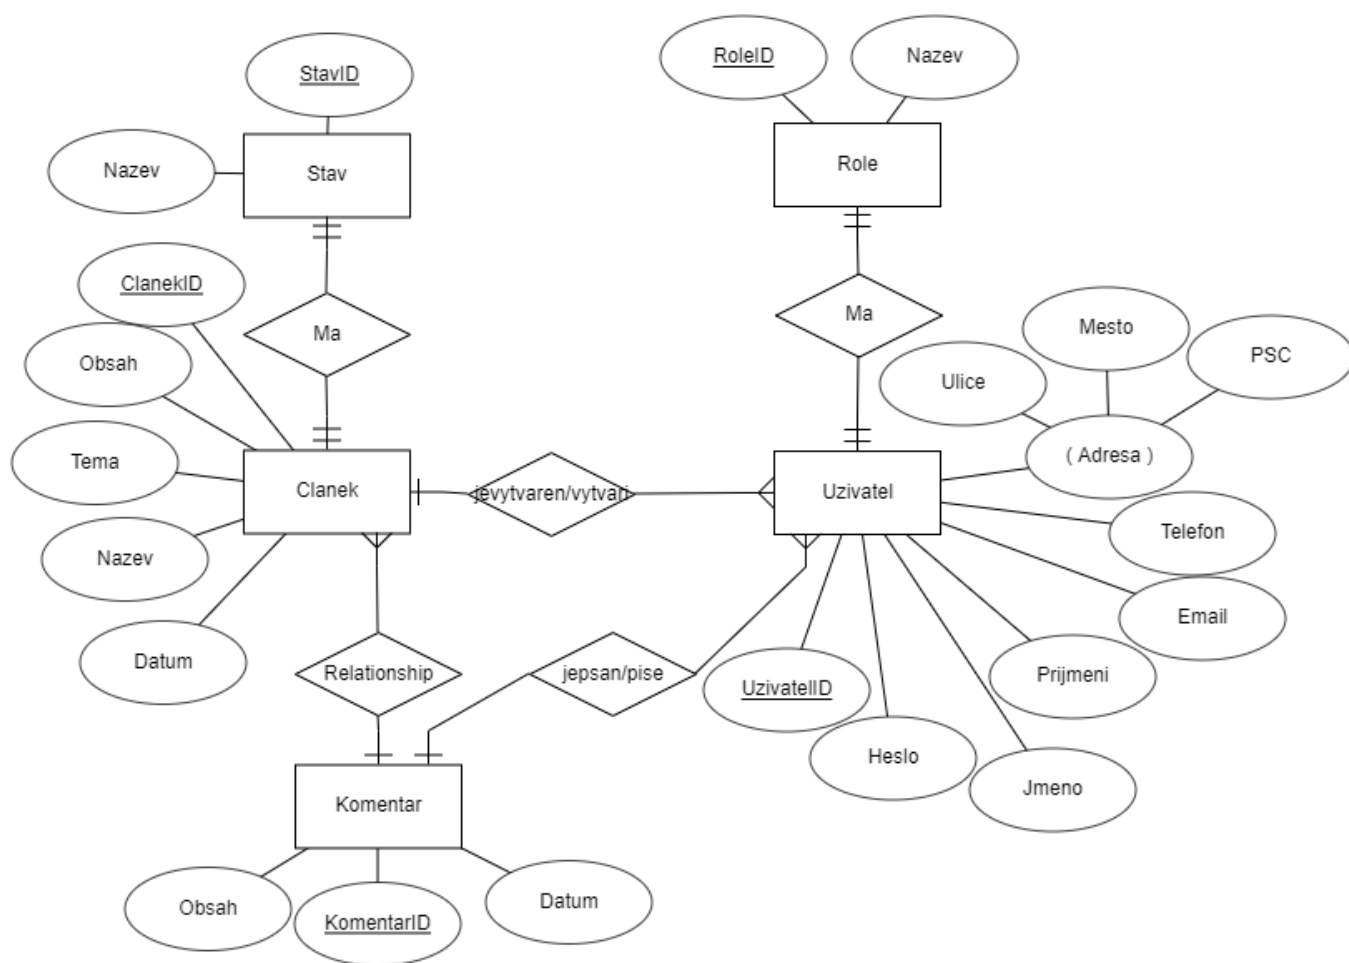 StavID
RoleID
Nazev
Nazev
Stav
Role
ClanekID
Ma
Ma
Mesto
PSC
Obsah
Ulice
Tema
Clanek
jevytvaren/vytvari
Uzivatel
( Adresa )
Telefon
Nazev
Email
Datum
Relationship
jepsan/pise
UzivatelID
Prijmeni
Heslo
Jmeno
Komentar
Obsah
KomentarID
Datum